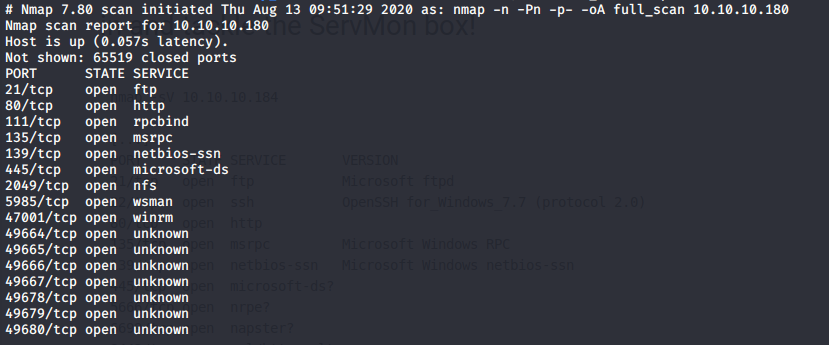 # Nmap 7.80 scan initiated Thu Aug 13 09:51:29 2020 as: nmap -n -Pn -p- -oA full_scan 10.10.10.180
Nmap scan report for 10.10.10.180
Host is up (0.057s latency).
Not shown: 65519 closed ports
PORT      STATE SERVICE
21/tcp    open  ftp
80/tcp    open  http
111/tcp   open  rpcbind
135/tcp   open  msrpc
139/tcp   open  netbios-ssn
445/tcp   open  microsoft-ds
2049/tcp  open  nfs
5985/tcp  open  wsman
47001/tcp open  winrm
49664/tcp open  unknown
49665/tcp open  unknown
49666/tcp open  unknown
49667/tcp open  unknown
49678/tcp open  unknown
49679/tcp open  unknown
49680/tcp open  unknown
the ServMon box!
10.10.10.184
SERVICE VERSION
open ftp Microsoft ftpd
open ssh OpenSSH for_Windows_7.7 (protocol 2.0)
open http
open msrpc Microsoft Windows RPC
open netbios-ssn Microsoft Windows netbios-ssn
open microsoft-ds?
open nrpe?
open napster?